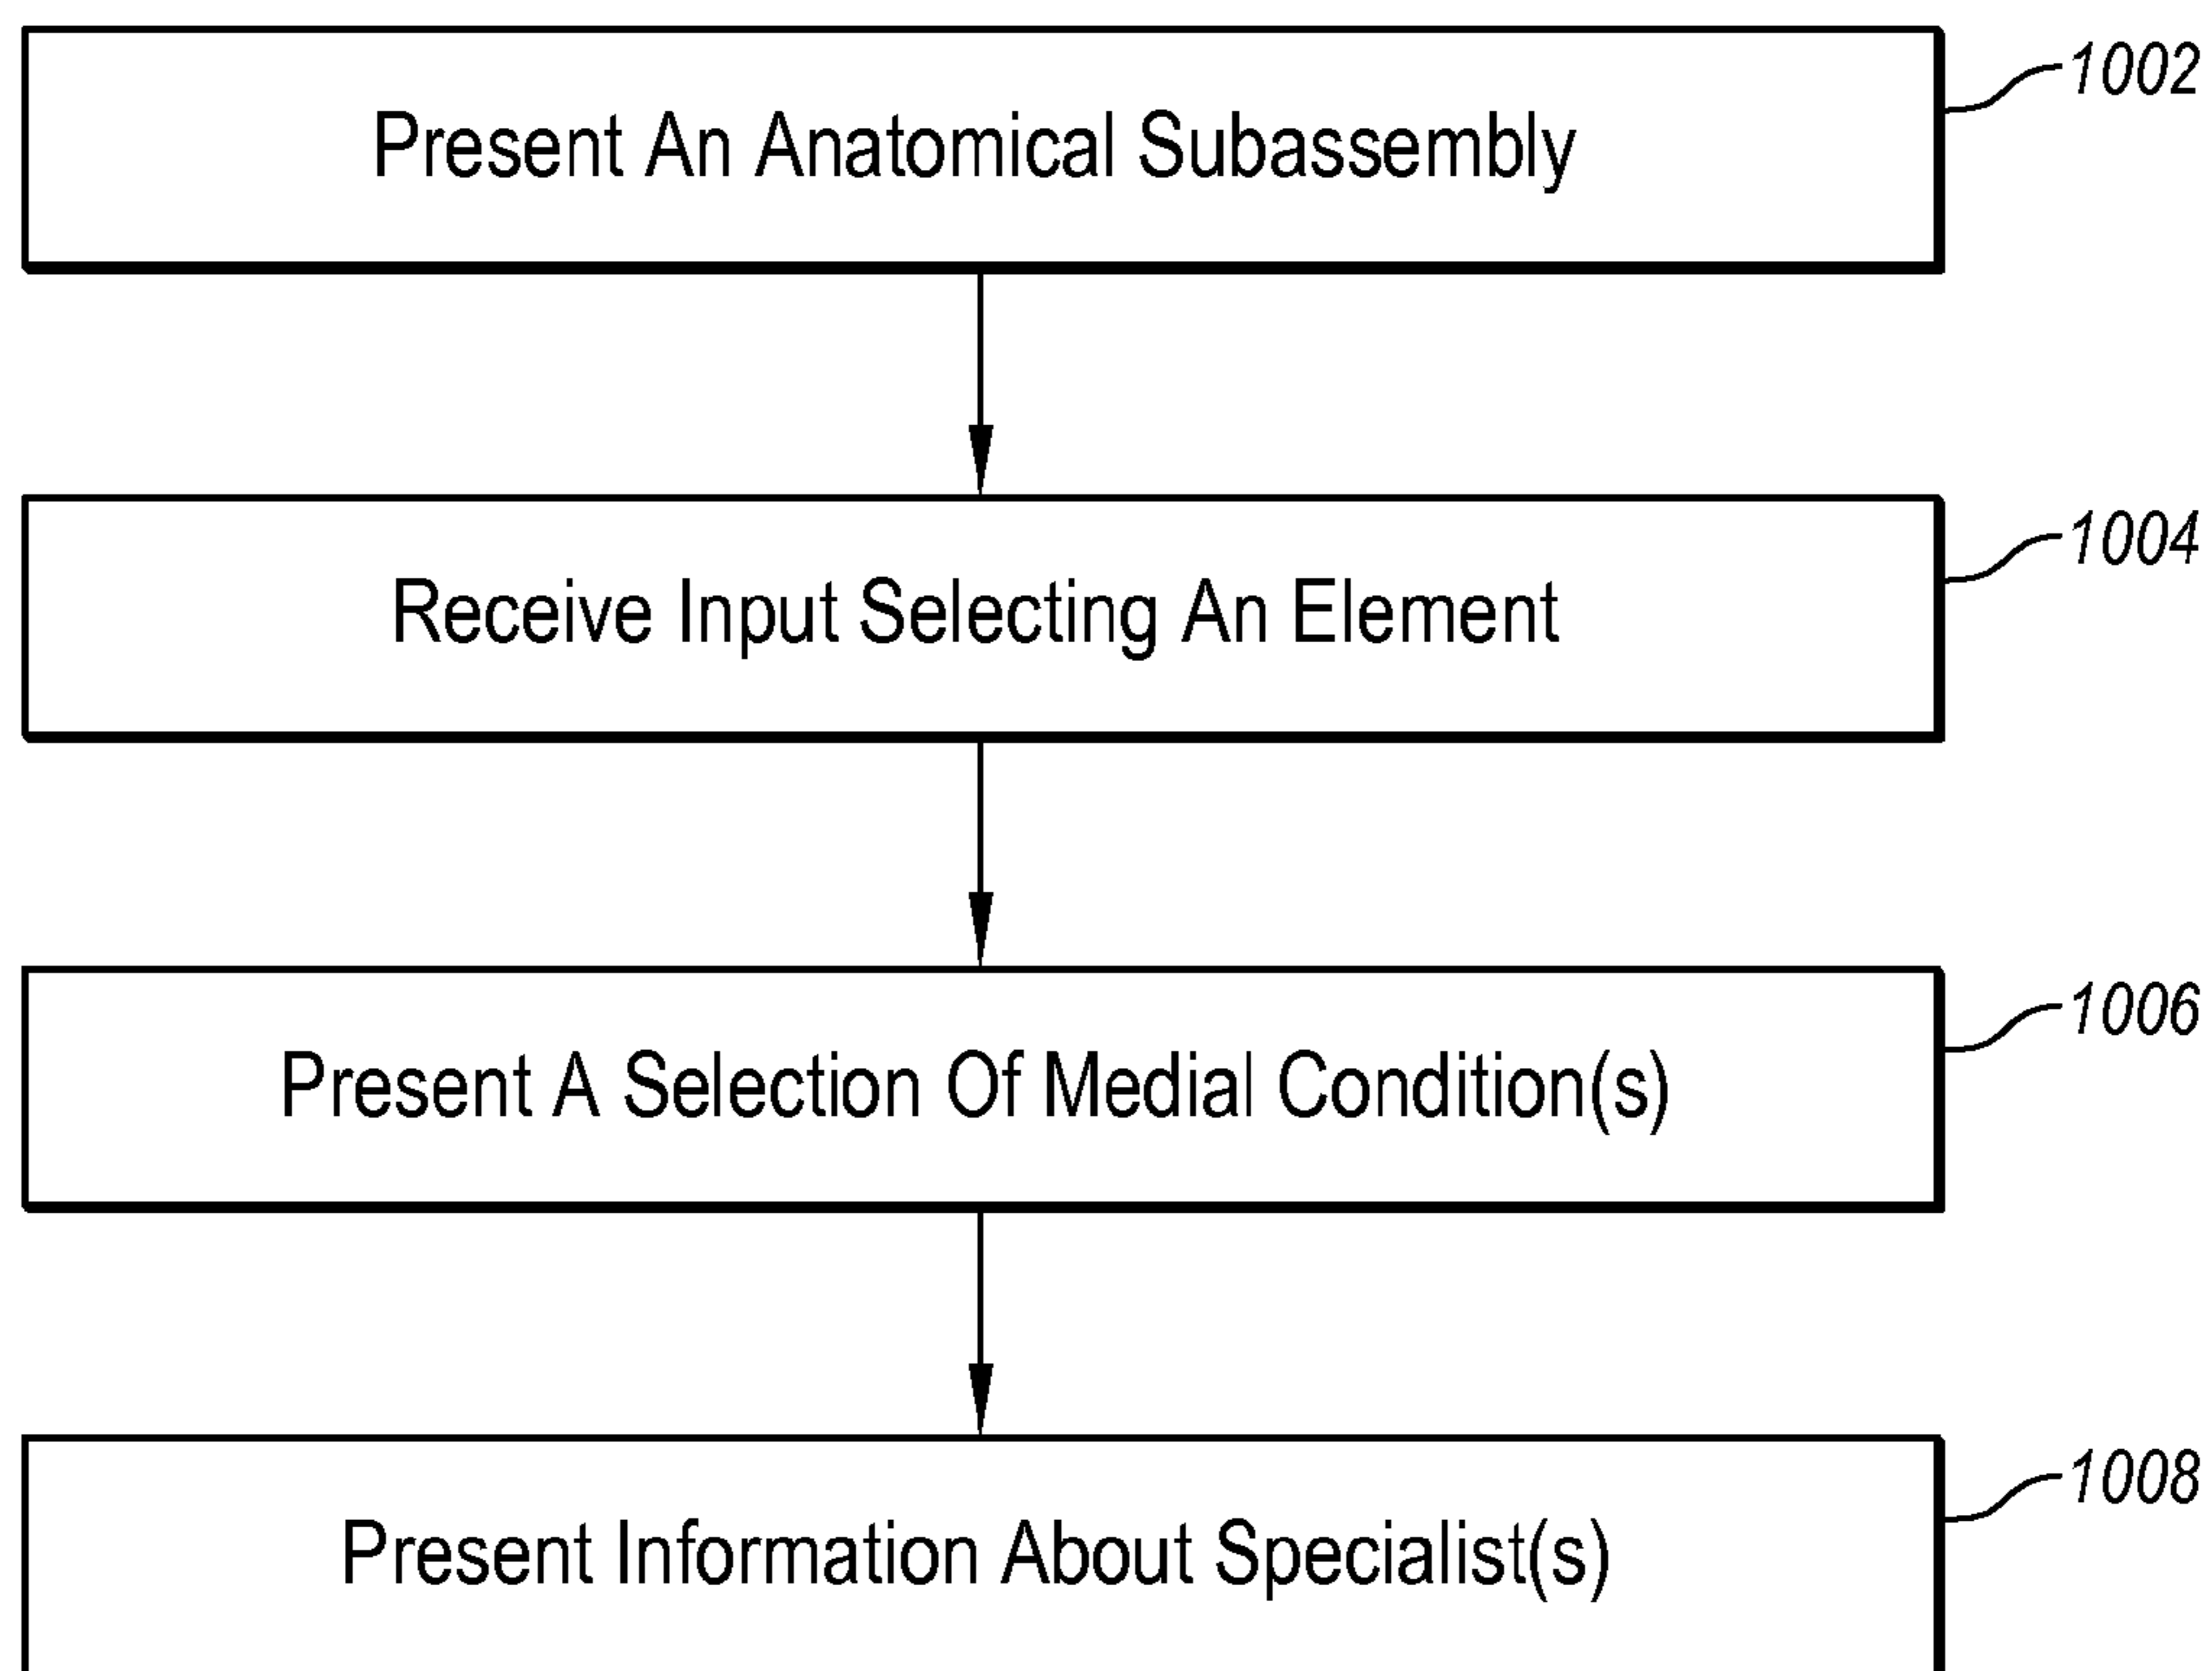 Present An Anatomical Subassembly
1002
Receive Input Selecting An Element
1004
Present A Selection Of Medial Condition(s)
1006
Present Information About Specialist(s)
1008